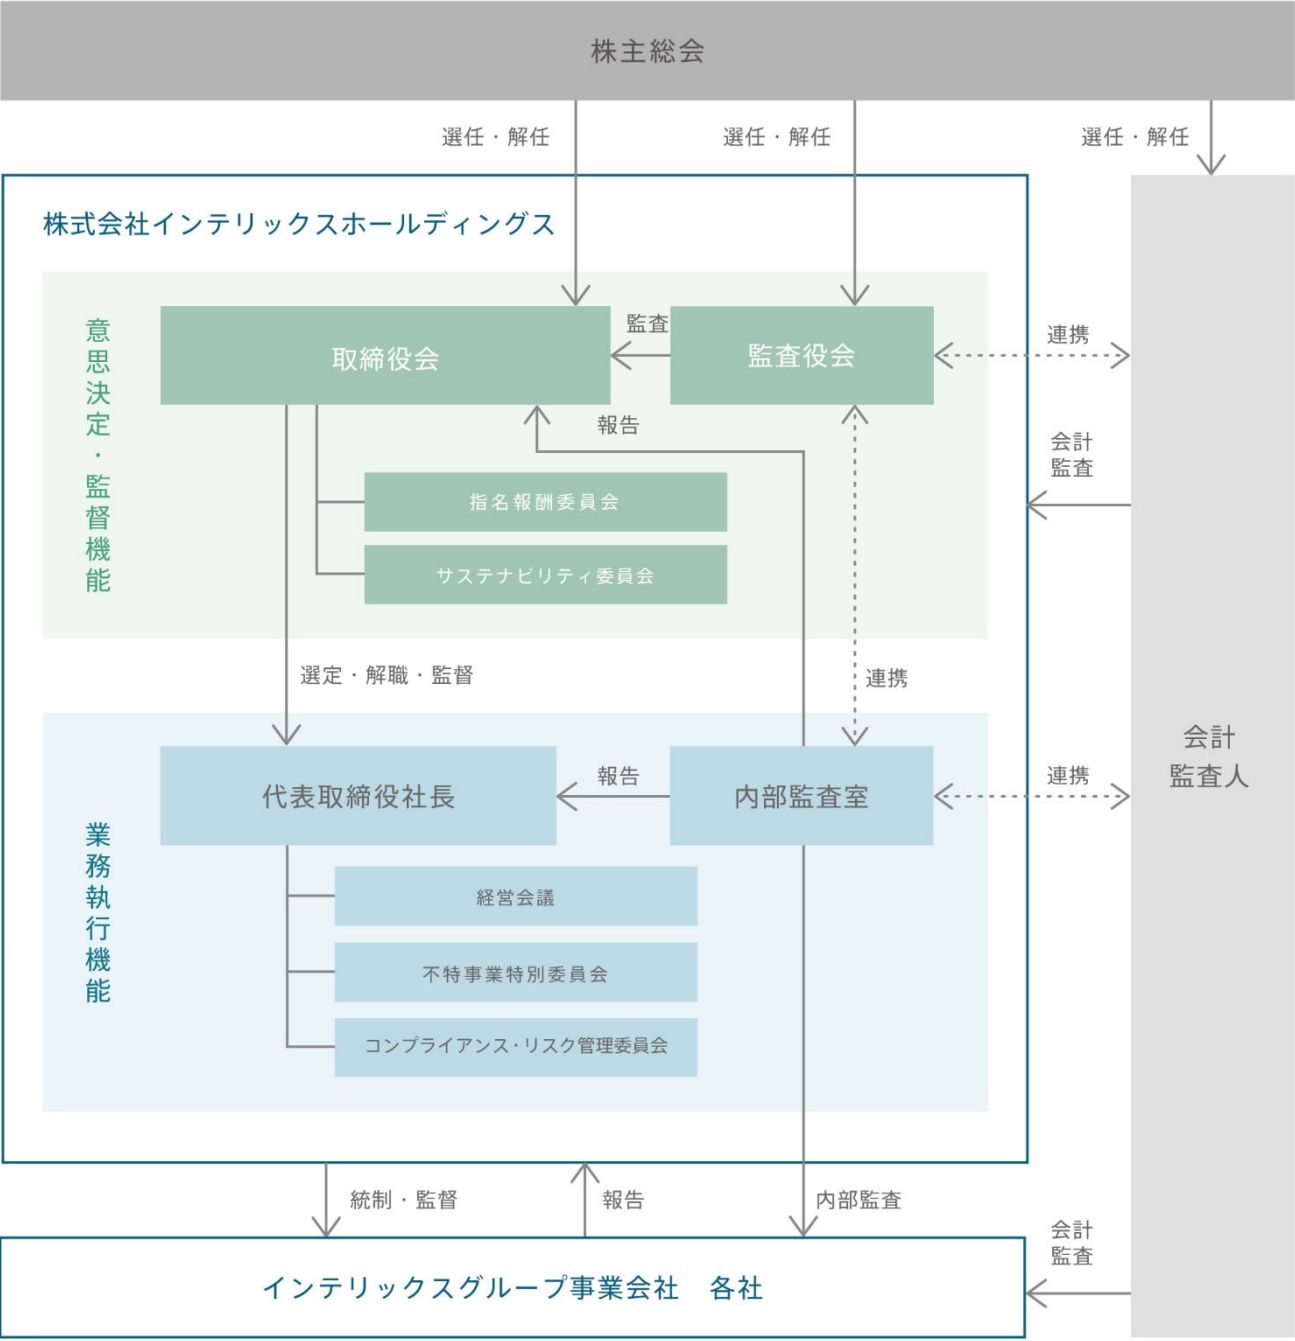 株主総会
選任・解任
選任・解任
選任・解任
株式会社インテリックスホールディングス
意思決定・監督機能
取締役会
監査
監査役会
連携
報告
会計
監査
指名報酬委員会
サステナビリティ委員会
選定・解職・監督
連携
業務執行機能
代表取締役社長
報告
内部監査室
連携
会計
監査人
経営会議
不特事業特別委員会
コンプライアンス・リスク管理委員会
統制・監督
報告
内部監査
会計
監査
インテリックスグループ事業会社　各社